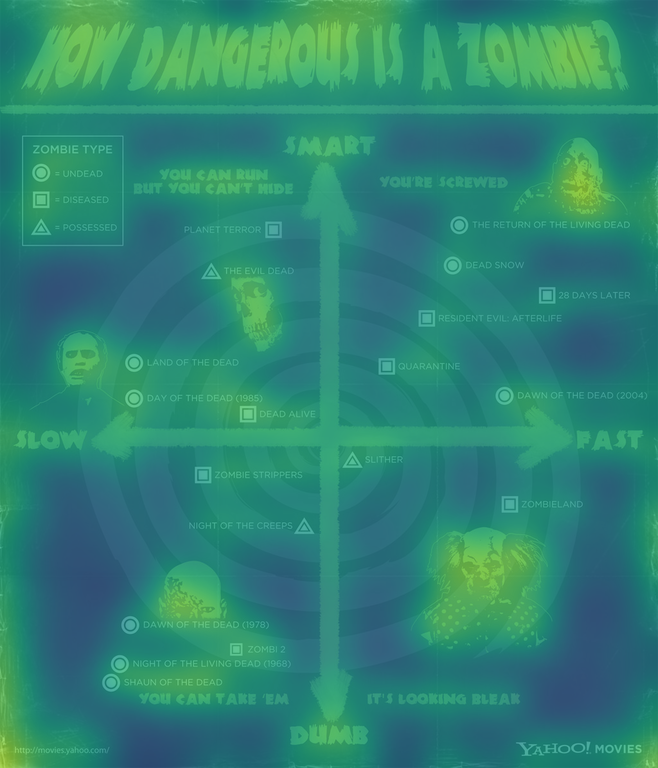 HOW DANGEROUS IS A ZOMBIE?
SMART
ZOMBIE TYPE
= UNDEAD
= DISEASED
= POSSESSED
YOU CAN RUN
BUT YOU CAN'T HIDE
YOU'RE SCREWED
PLANET TERROR
THE RETURN OF THE LIVING DEAD
THE EVIL DEAD
DEAD SNOW
28 DAYS LATER
RESIDENT EVIL: AFTERLIFE
LAND OF THE DEAD
QUARANTINE
DAY OF THE DEAD (1985)
DAWN OF THE DEAD (2004)
DEAD ALIVE
SLOW
FAST
SLITHER
ZOMBIE STRIPPERS
ZOMBIELAND
NIGHT OF THE CREEPS
DAWN OF THE DEAD (1978)
ZOMBI 2
NIGHT OF THE LIVING DEAD (1968)
SHAUN OF THE DEAD
YOU CAN TAKE 'EM
IT'S LOOKING BLEAK
DUMB
http://movies.yahoo.com/
YAHOO! MOVIES